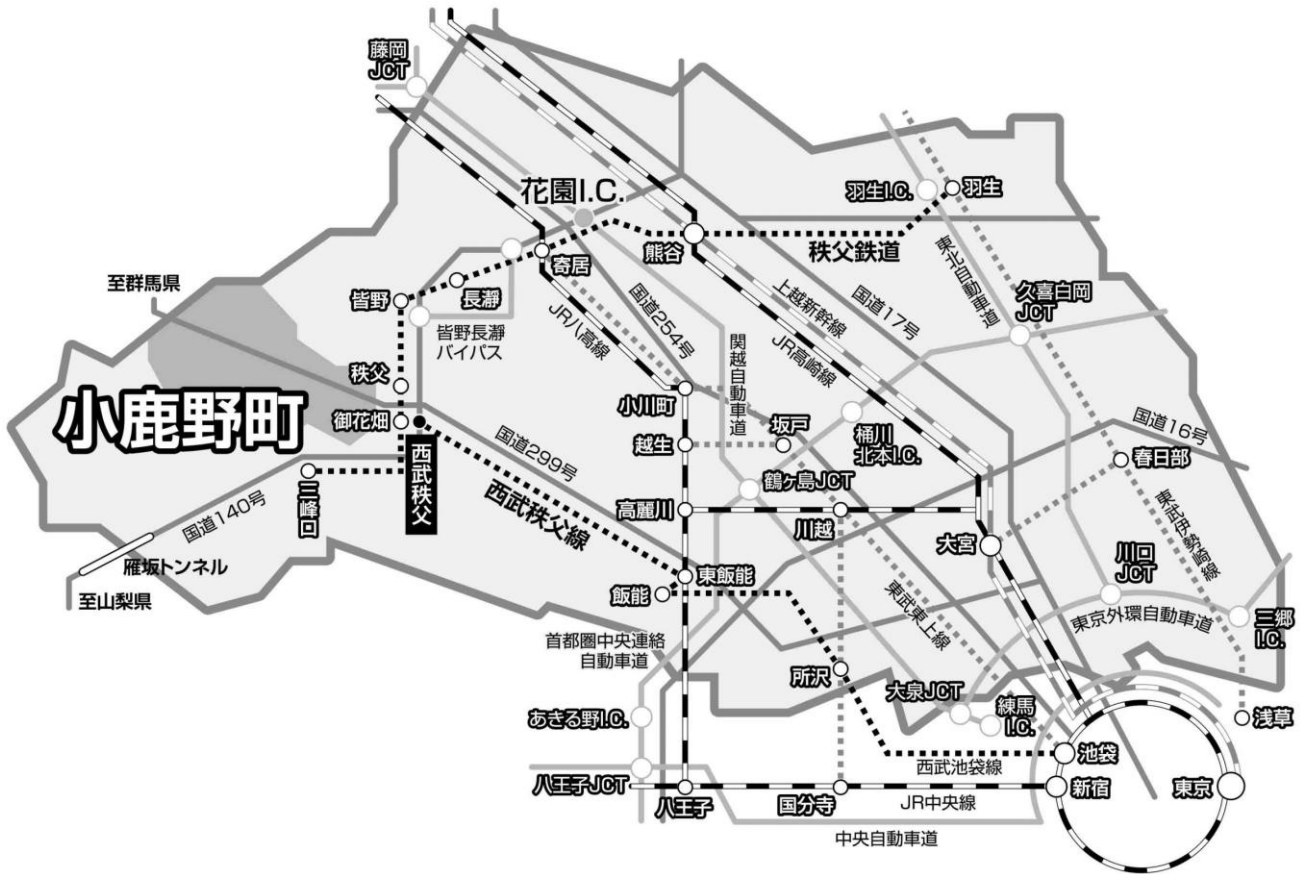 藤岡
JCT
花園I.C.
羽生I.C.
羽生
熊谷
秩父鉄道
寄居
長瀞
皆野
至群馬県
東北自動車道
久喜白岡
JCT
上越新幹線
国道17号
国道254号
JR高崎線
JR八高線
関越自動車道
皆野長瀞
バイパス
秩父
小鹿野町
御花畑
西武秩父
小川町
越生
坂戸
桶川
北本I.C.
国道16号
春日部
国道299号
三峰口
国道140号
西武秩父線
鶴ヶ島JCT
高麗川
川越
大宮
東武伊勢崎線
川口
JCT
雁坂トンネル
至山梨県
東飯能
飯能
東武東上線
東京外環自動車道
三郷
I.C.
首都圏中央連絡
自動車道
所沢
大泉JCT
練馬
I.C.
あきる野I.C.
浅草
池袋
西武池袋線
八王子JCT
八王子
国分寺
JR中央線
新宿
東京
中央自動車道